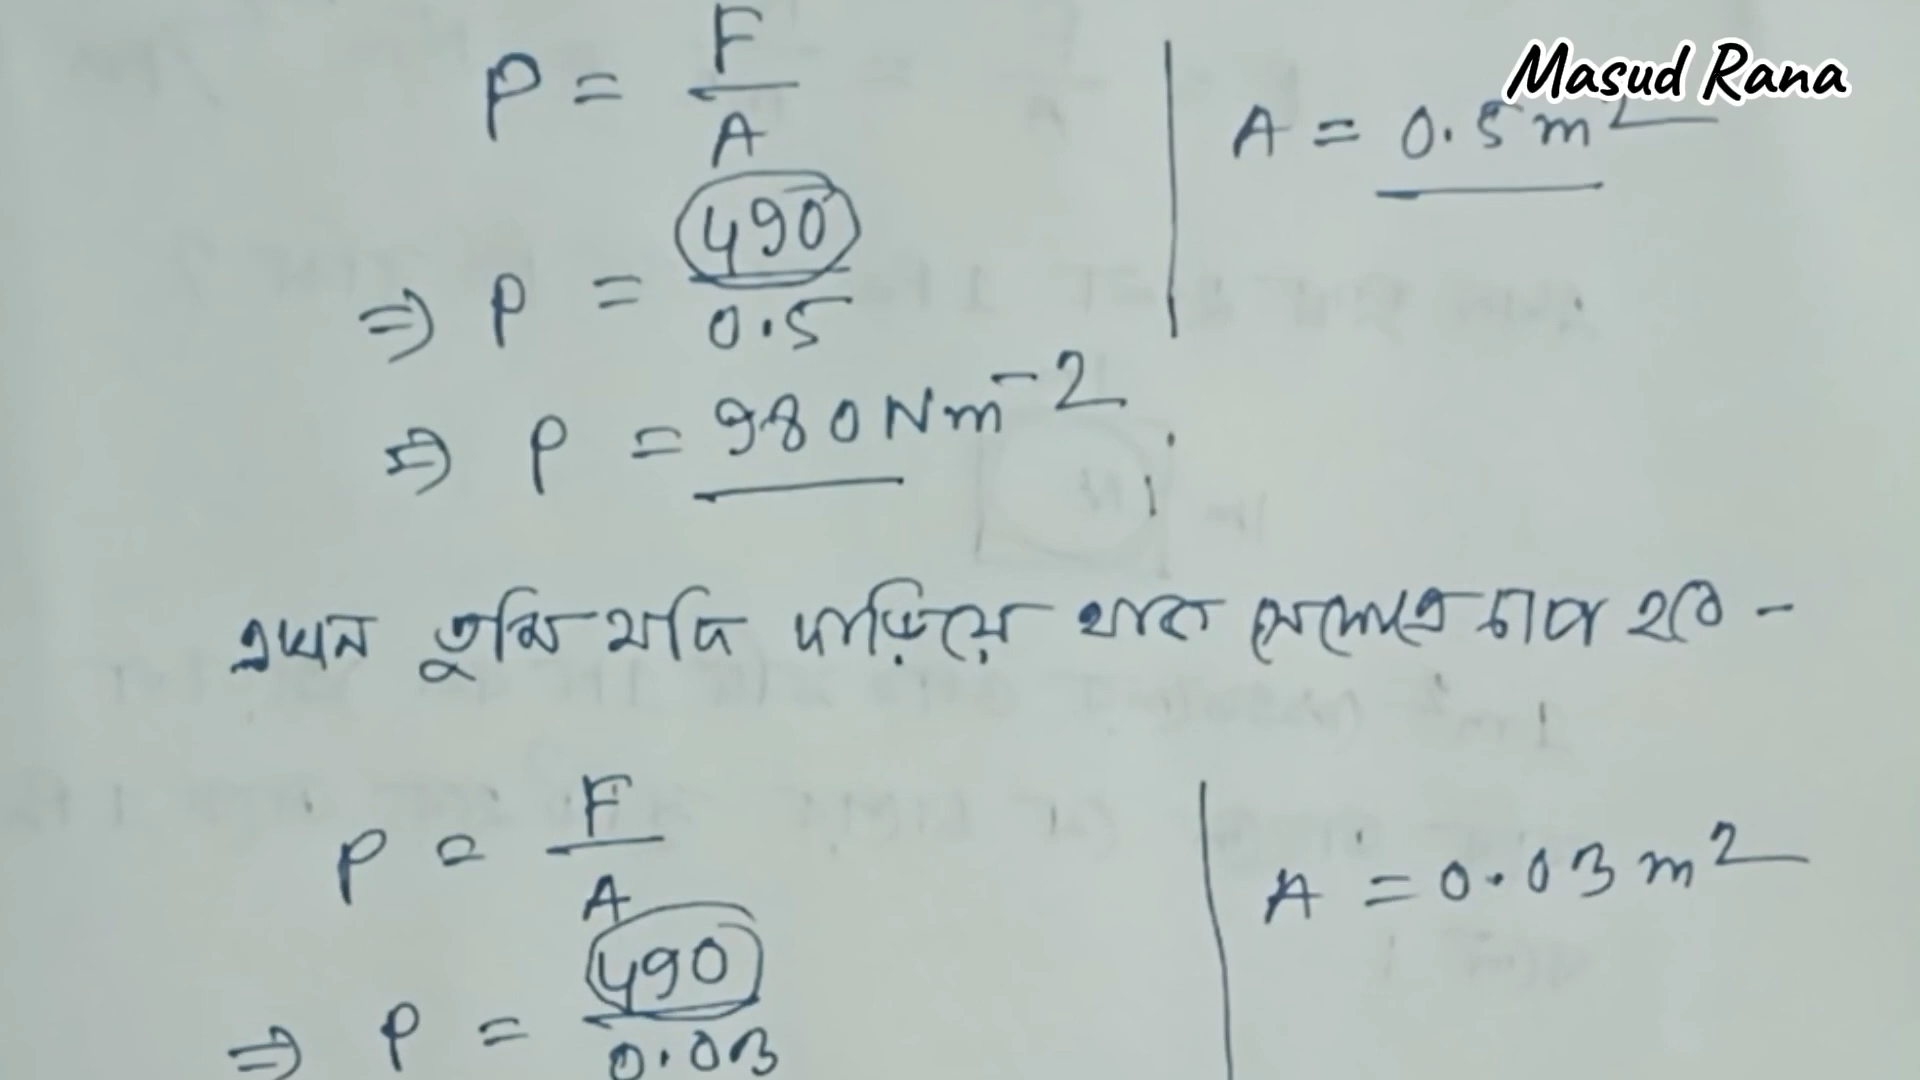 Masud Rana
P = F/A
A = 0.5 m²
⇒ P = 490/0.5
⇒ P = 980 Nm⁻²
এখন তুমি যদি দাড়িয়ে থাক সেক্ষেত্রে চাপ হবে -
P = F/A
A = 0.03 m²
⇒ P = 490/0.03